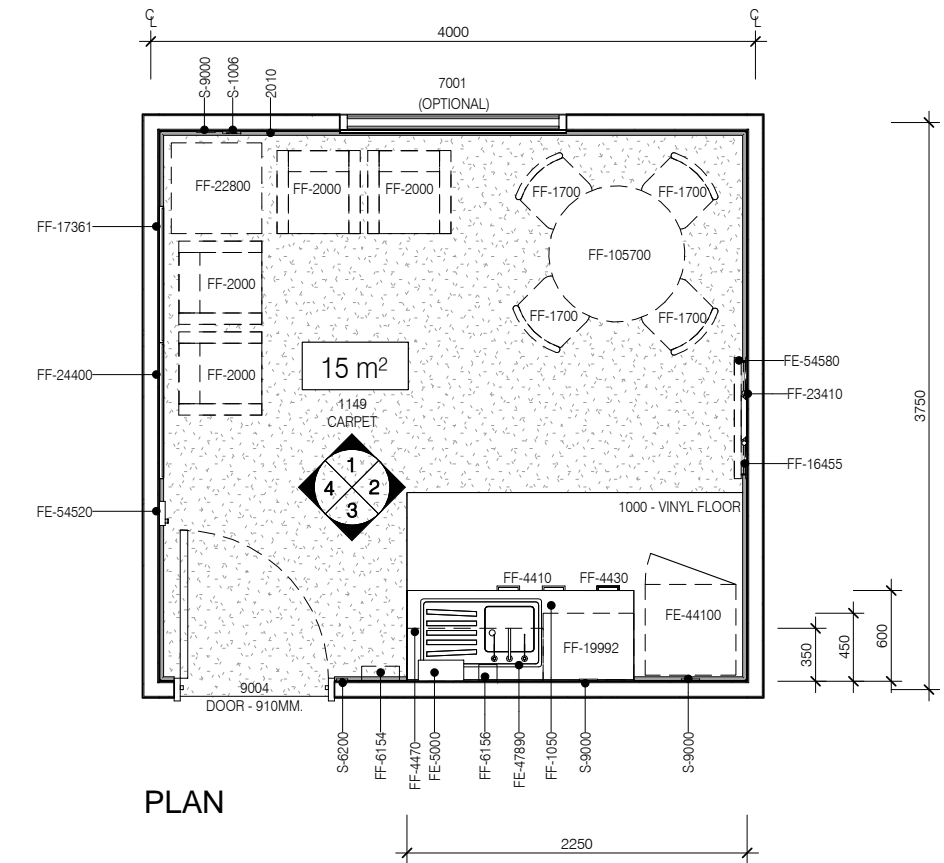 ℄
℄
4000
S-9000
S-1006
2010
7001
(OPTIONAL)
FF-22800
FF-2000
FF-2000
FF-1700
FF-1700
FF-17361
FF-105700
FF-2000
FF-1700
FF-1700
FF-24400
FF-2000
15 m²
FE-54580
FF-23410
3750
1149
CARPET
1
4
2
3
FF-16455
FE-54520
1000 - VINYL FLOOR
FF-4410
FF-4430
FE-44100
FF-19992
350
450
600
9004
DOOR - 910MM.
S-6200
FF-6154
FF-4470
FE-5000
FF-6156
FE-47890
FF-1050
S-9000
S-9000
PLAN
2250